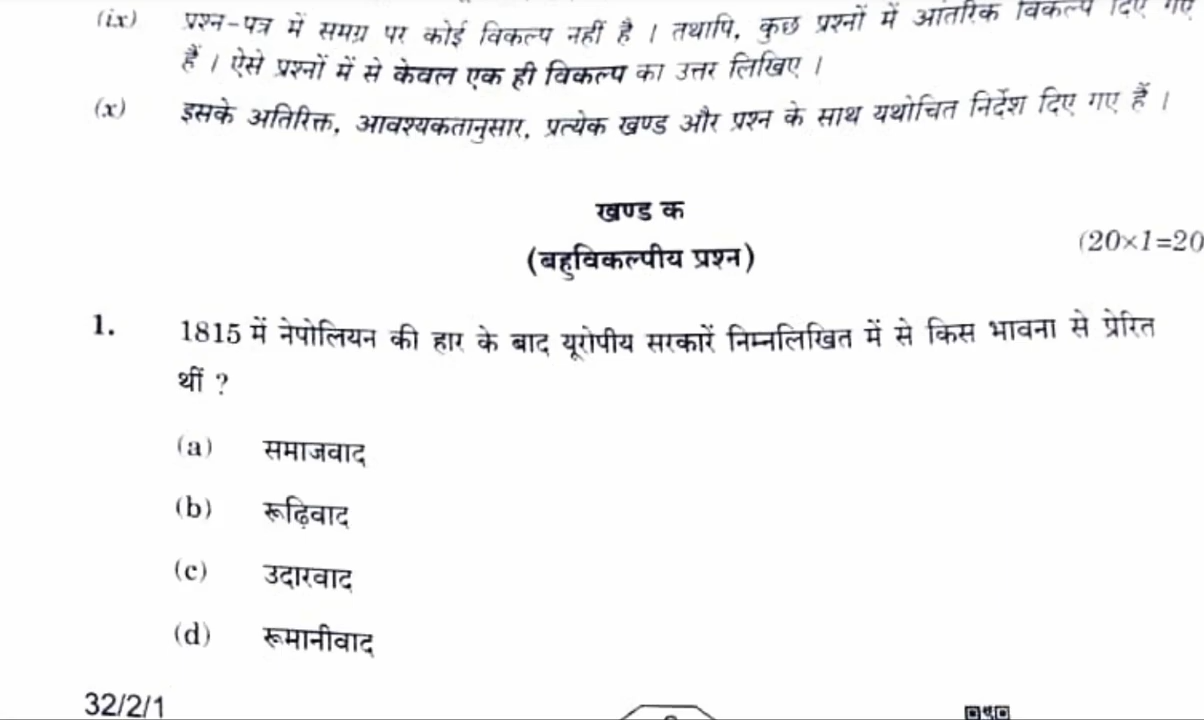 (ix) प्रश्न-पत्र में समग्र पर कोई विकल्प नहीं है । तथापि, कुछ प्रश्नों में आंतरिक विकल्प दिए गए
हैं । ऐसे प्रश्नों में से केवल एक ही विकल्प का उत्तर लिखिए ।
(x) इसके अतिरिक्त, आवश्यकतानुसार, प्रत्येक खण्ड और प्रश्न के साथ यथोचित निर्देश दिए गए हैं ।
खण्ड क
(बहुविकल्पीय प्रश्न) (20×1=20
1. 1815 में नेपोलियन की हार के बाद यूरोपीय सरकारें निम्नलिखित में से किस भावना से प्रेरित
थीं ?
(a) समाजवाद
(b) रूढ़िवाद
(c) उदारवाद
(d) रूमानीवाद
32/2/1